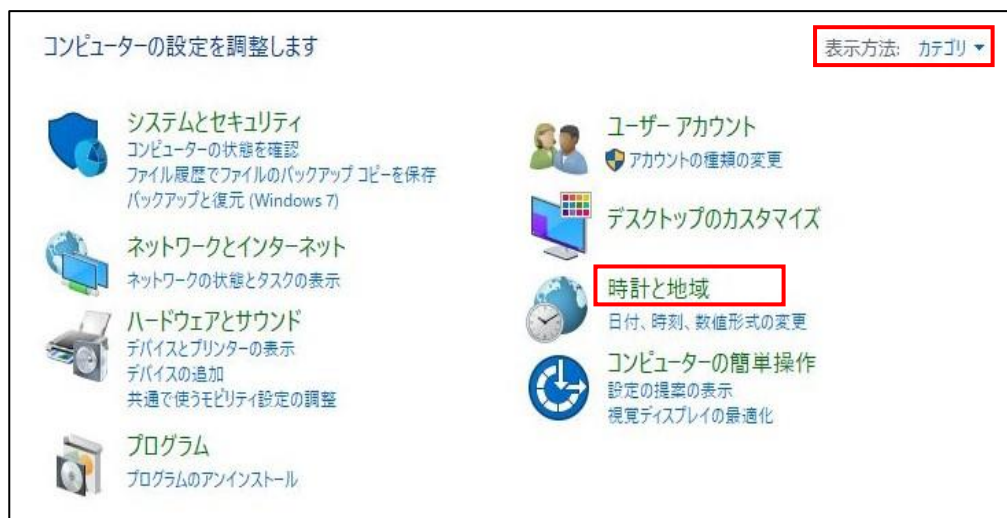 コンピューターの設定を調整します
表示方法: カテゴリ
システムとセキュリティ
コンピューターの状態を確認
ファイル履歴でファイルのバックアップ コピーを保存
バックアップと復元 (Windows 7)
ネットワークとインターネット
ネットワークの状態とタスクの表示
ハードウェアとサウンド
デバイスとプリンターの表示
デバイスの追加
共通で使うモビリティ設定の調整
プログラム
プログラムのアンインストール
ユーザー アカウント
アカウントの種類の変更
デスクトップのカスタマイズ
時計と地域
日付、時刻、数値形式の変更
コンピューターの簡単操作
設定の提案の表示
視覚ディスプレイの最適化